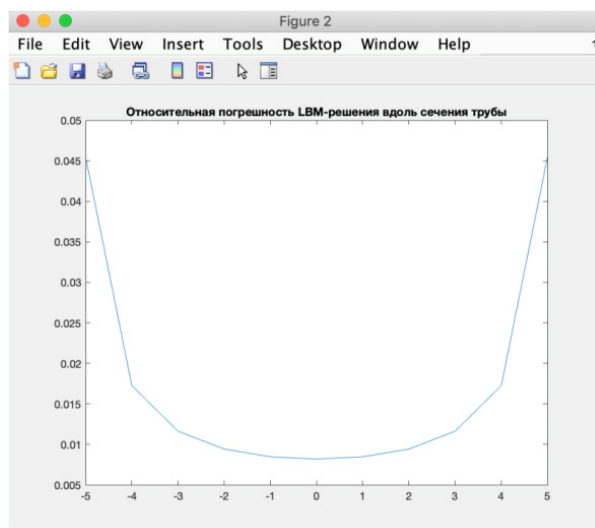 Figure 2
File Edit View Insert Tools Desktop Window Help
Относительная погрешность LBM-решения вдоль сечения трубы
0.05
0.045
0.04
0.035
0.03
0.025
0.02
0.015
0.01
0.005
-5 -4 -3 -2 -1 0 1 2 3 4 5